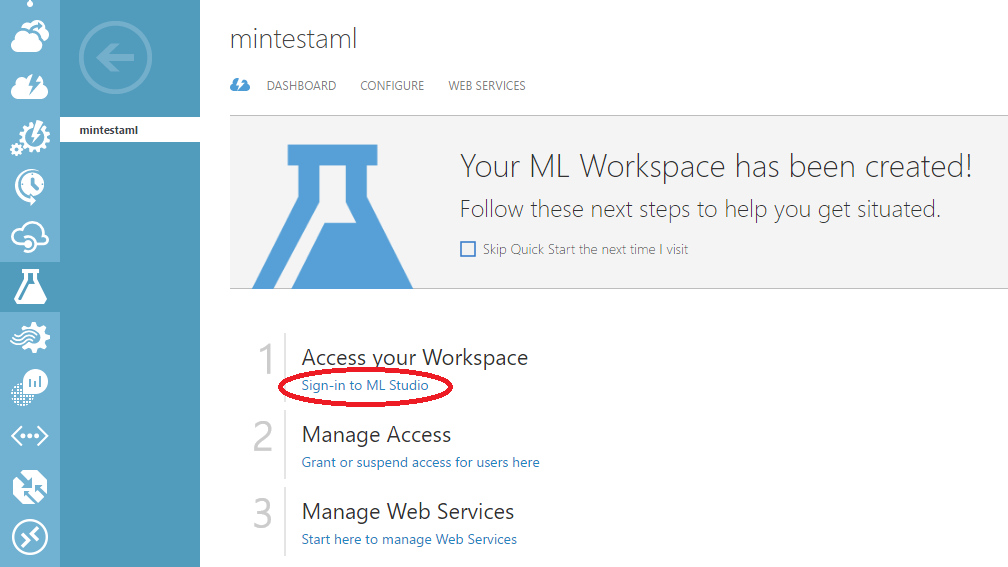 mintestaml
mintestaml
DASHBOARD CONFIGURE WEB SERVICES
Your ML Workspace has been created!
Follow these next steps to help you get situated.
Skip Quick Start the next time I visit
1 Access your Workspace
Sign-in to ML Studio
2 Manage Access
Grant or suspend access for users here
3 Manage Web Services
Start here to manage Web Services